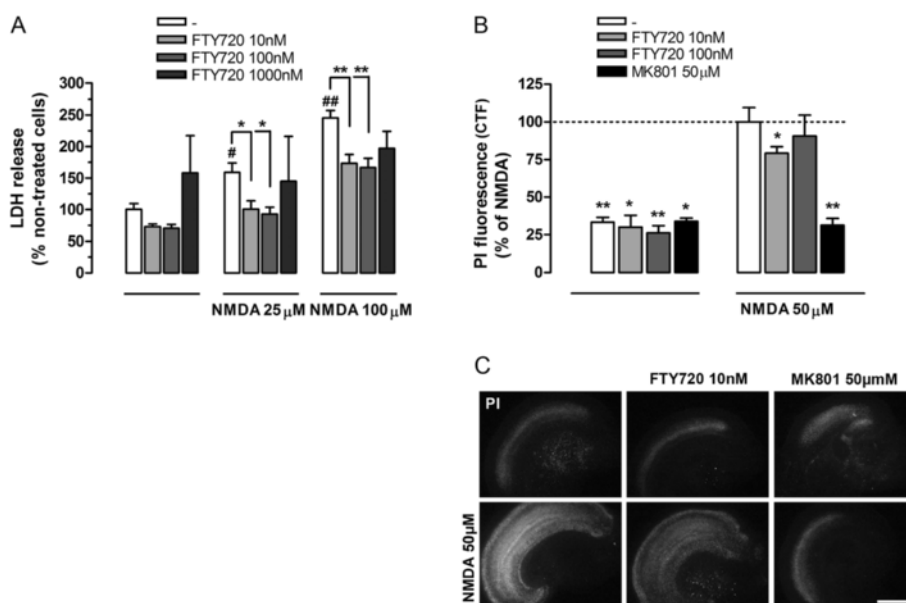 A
-
FTY720 10nM
FTY720 100nM
FTY720 1000nM
LDH release
(% non-treated cells)
300
250
200
150
100
50
0
#
* *
##
** **
NMDA 25μM
NMDA 100μM
B
-
FTY720 10nM
FTY720 100nM
MK801 50μM
PI fluorescence (CTF)
(% of NMDA)
125
100
75
50
25
0
** * ** *
*
**
NMDA 50μM
C
FTY720 10nM
MK801 50μmM
PI
NMDA 50μM